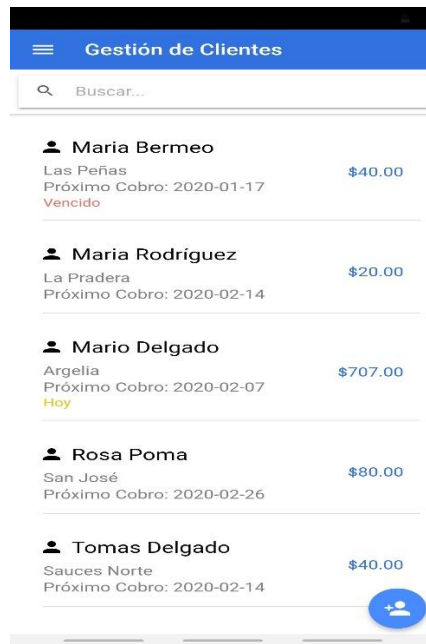 Gestión de Clientes
Buscar...
Maria Bermeo
Las Peñas
$40.00
Próximo Cobro: 2020-01-17
Vencido
Maria Rodríguez
La Pradera
$20.00
Próximo Cobro: 2020-02-14
Mario Delgado
Argelia
$707.00
Próximo Cobro: 2020-02-07
Hoy
Rosa Poma
San José
$80.00
Próximo Cobro: 2020-02-26
Tomas Delgado
Sauces Norte
$40.00
Próximo Cobro: 2020-02-14